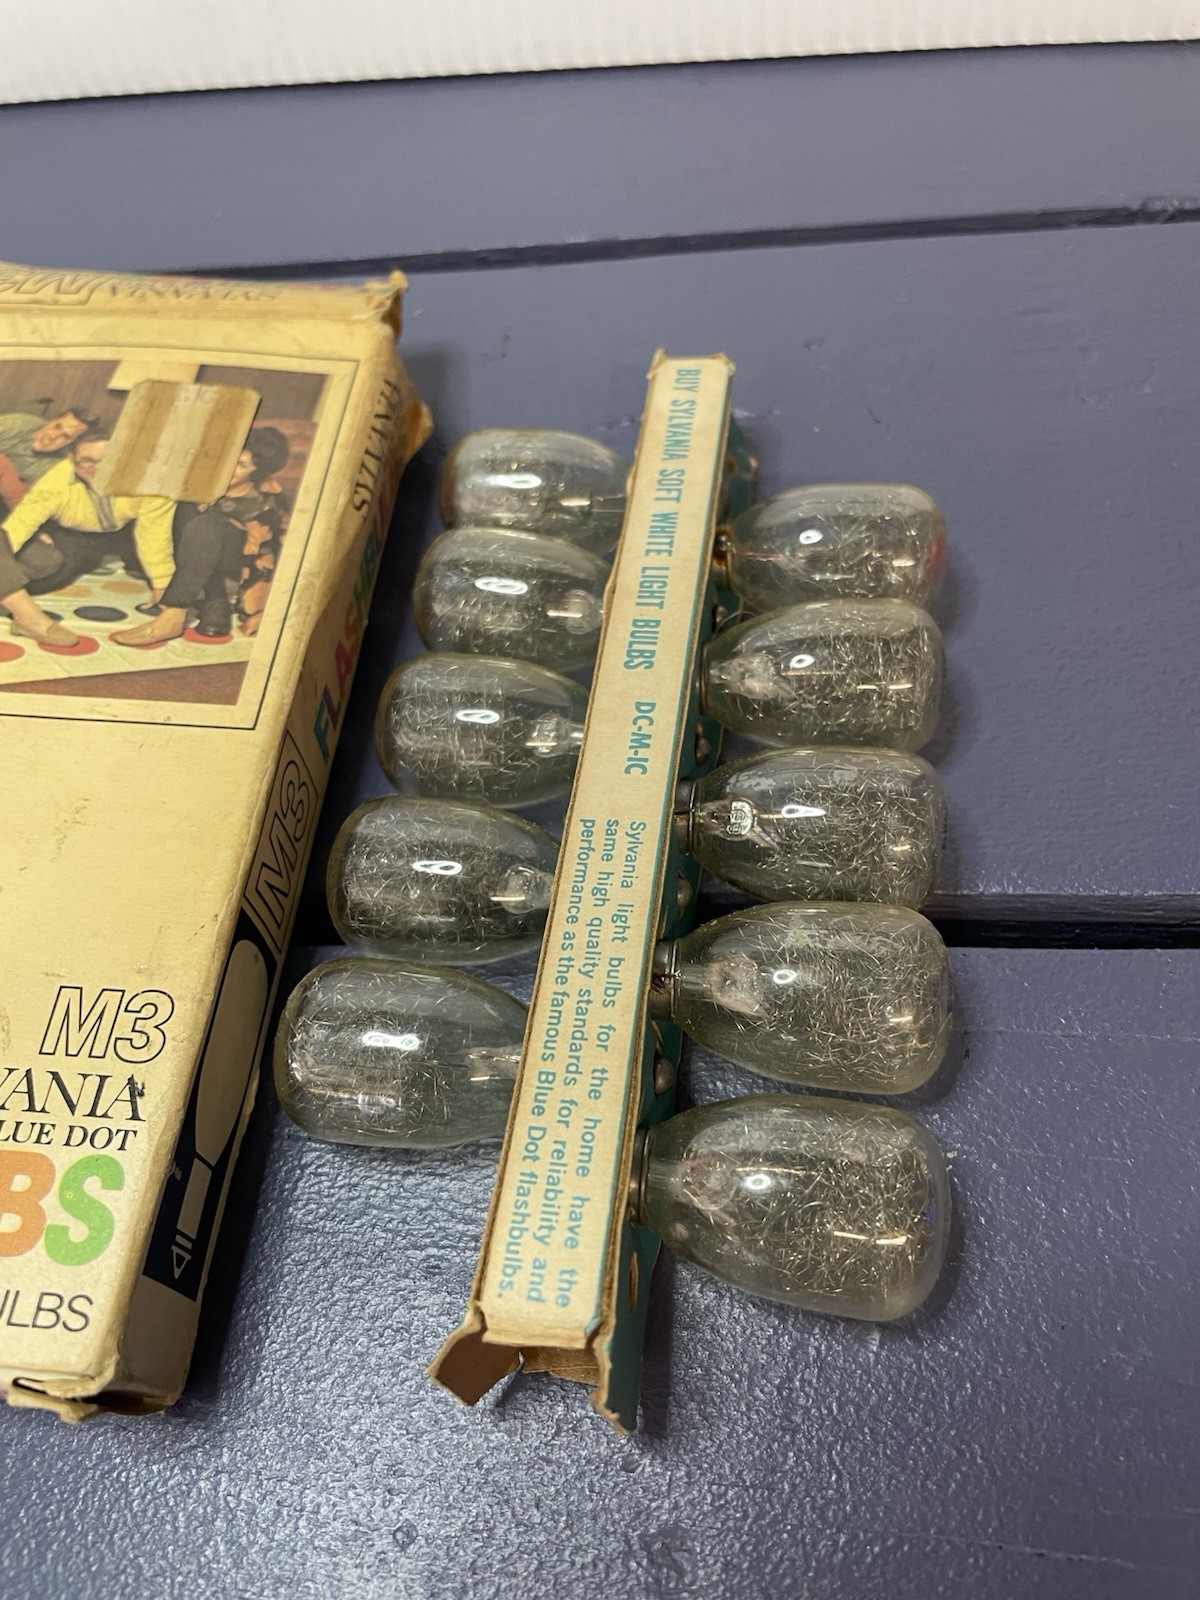 SYLVANIA
SYLVANIA
FLASHBU
M3
M3
VANIA
LUE DOT
BS
ULBS
BUY SYLVANIA SOFT WHITE LIGHT BULBS DC-M-IC
Sylvania light bulbs for the home have the
same high quality standards for reliability and
performance as the famous Blue Dot flashbulbs.